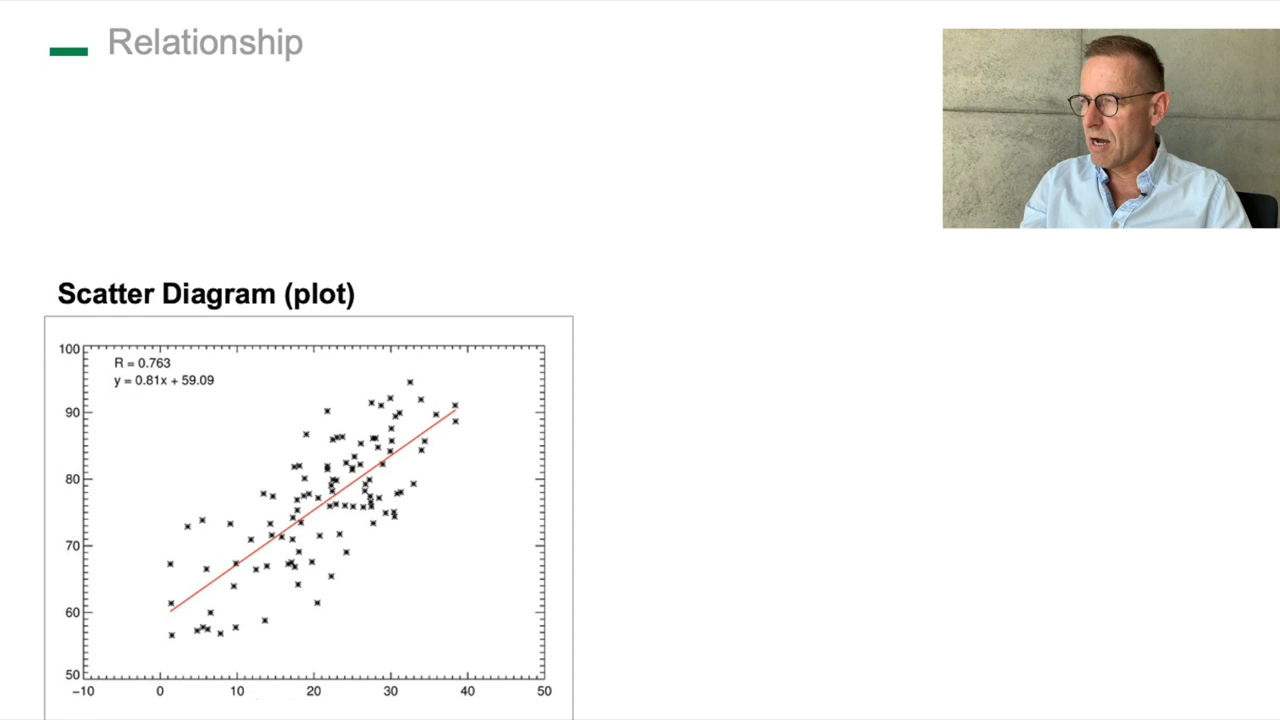 Relationship
Scatter Diagram (plot)
R = 0.763
y = 0.81x + 59.09
100
90
80
70
60
50
−10 0 10 20 30 40 50